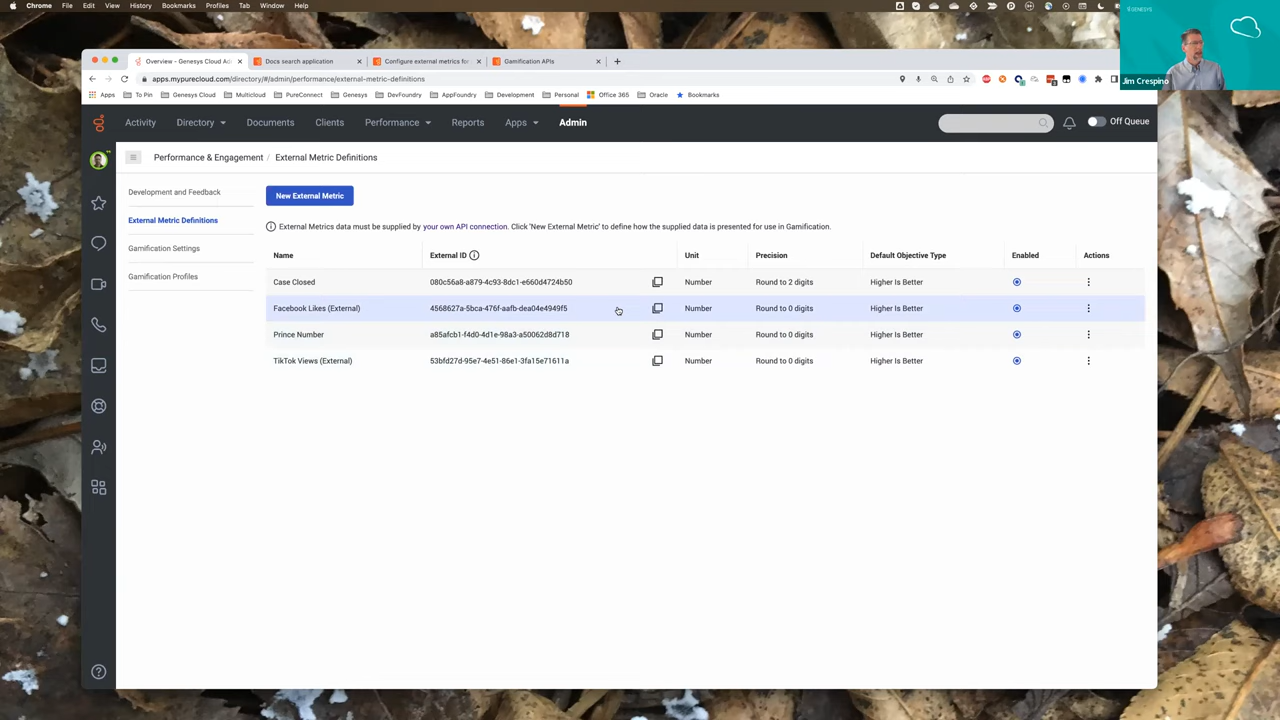 Chrome File Edit View History Bookmarks Profiles Tab Window Help
GENESYS
Jim Crespino
Overview - Genesys Cloud Ad
Docs search application
Configure external metrics for
Gamification APIs
apps.mypurecloud.com/directory/#/admin/performance/external-metric-definitions
Apps To Pin Genesys Cloud Multicloud PureConnect Genesys DevFoundry AppFoundry Development Personal Office 365 Oracle Bookmarks
Activity Directory Documents Clients Performance Reports Apps Admin Off Queue
Performance & Engagement / External Metric Definitions
Development and Feedback
External Metric Definitions
Gamification Settings
Gamification Profiles
New External Metric
External Metrics data must be supplied by your own API connection. Click 'New External Metric' to define how the supplied data is presented for use in Gamification.
Name External ID Unit Precision Default Objective Type Enabled Actions
Case Closed 080c56a8-a879-4c93-8dc1-e660d4724b50 Number Round to 2 digits Higher Is Better
Facebook Likes (External) 4568627a-5bca-476f-aafb-dea04e4949f5 Number Round to 0 digits Higher Is Better
Prince Number a85afcb1-f4d0-4d1e-98a3-a50062d8d718 Number Round to 0 digits Higher Is Better
TikTok Views (External) 53bfd27d-95e7-4e51-86e1-3fa15e71611a Number Round to 0 digits Higher Is Better